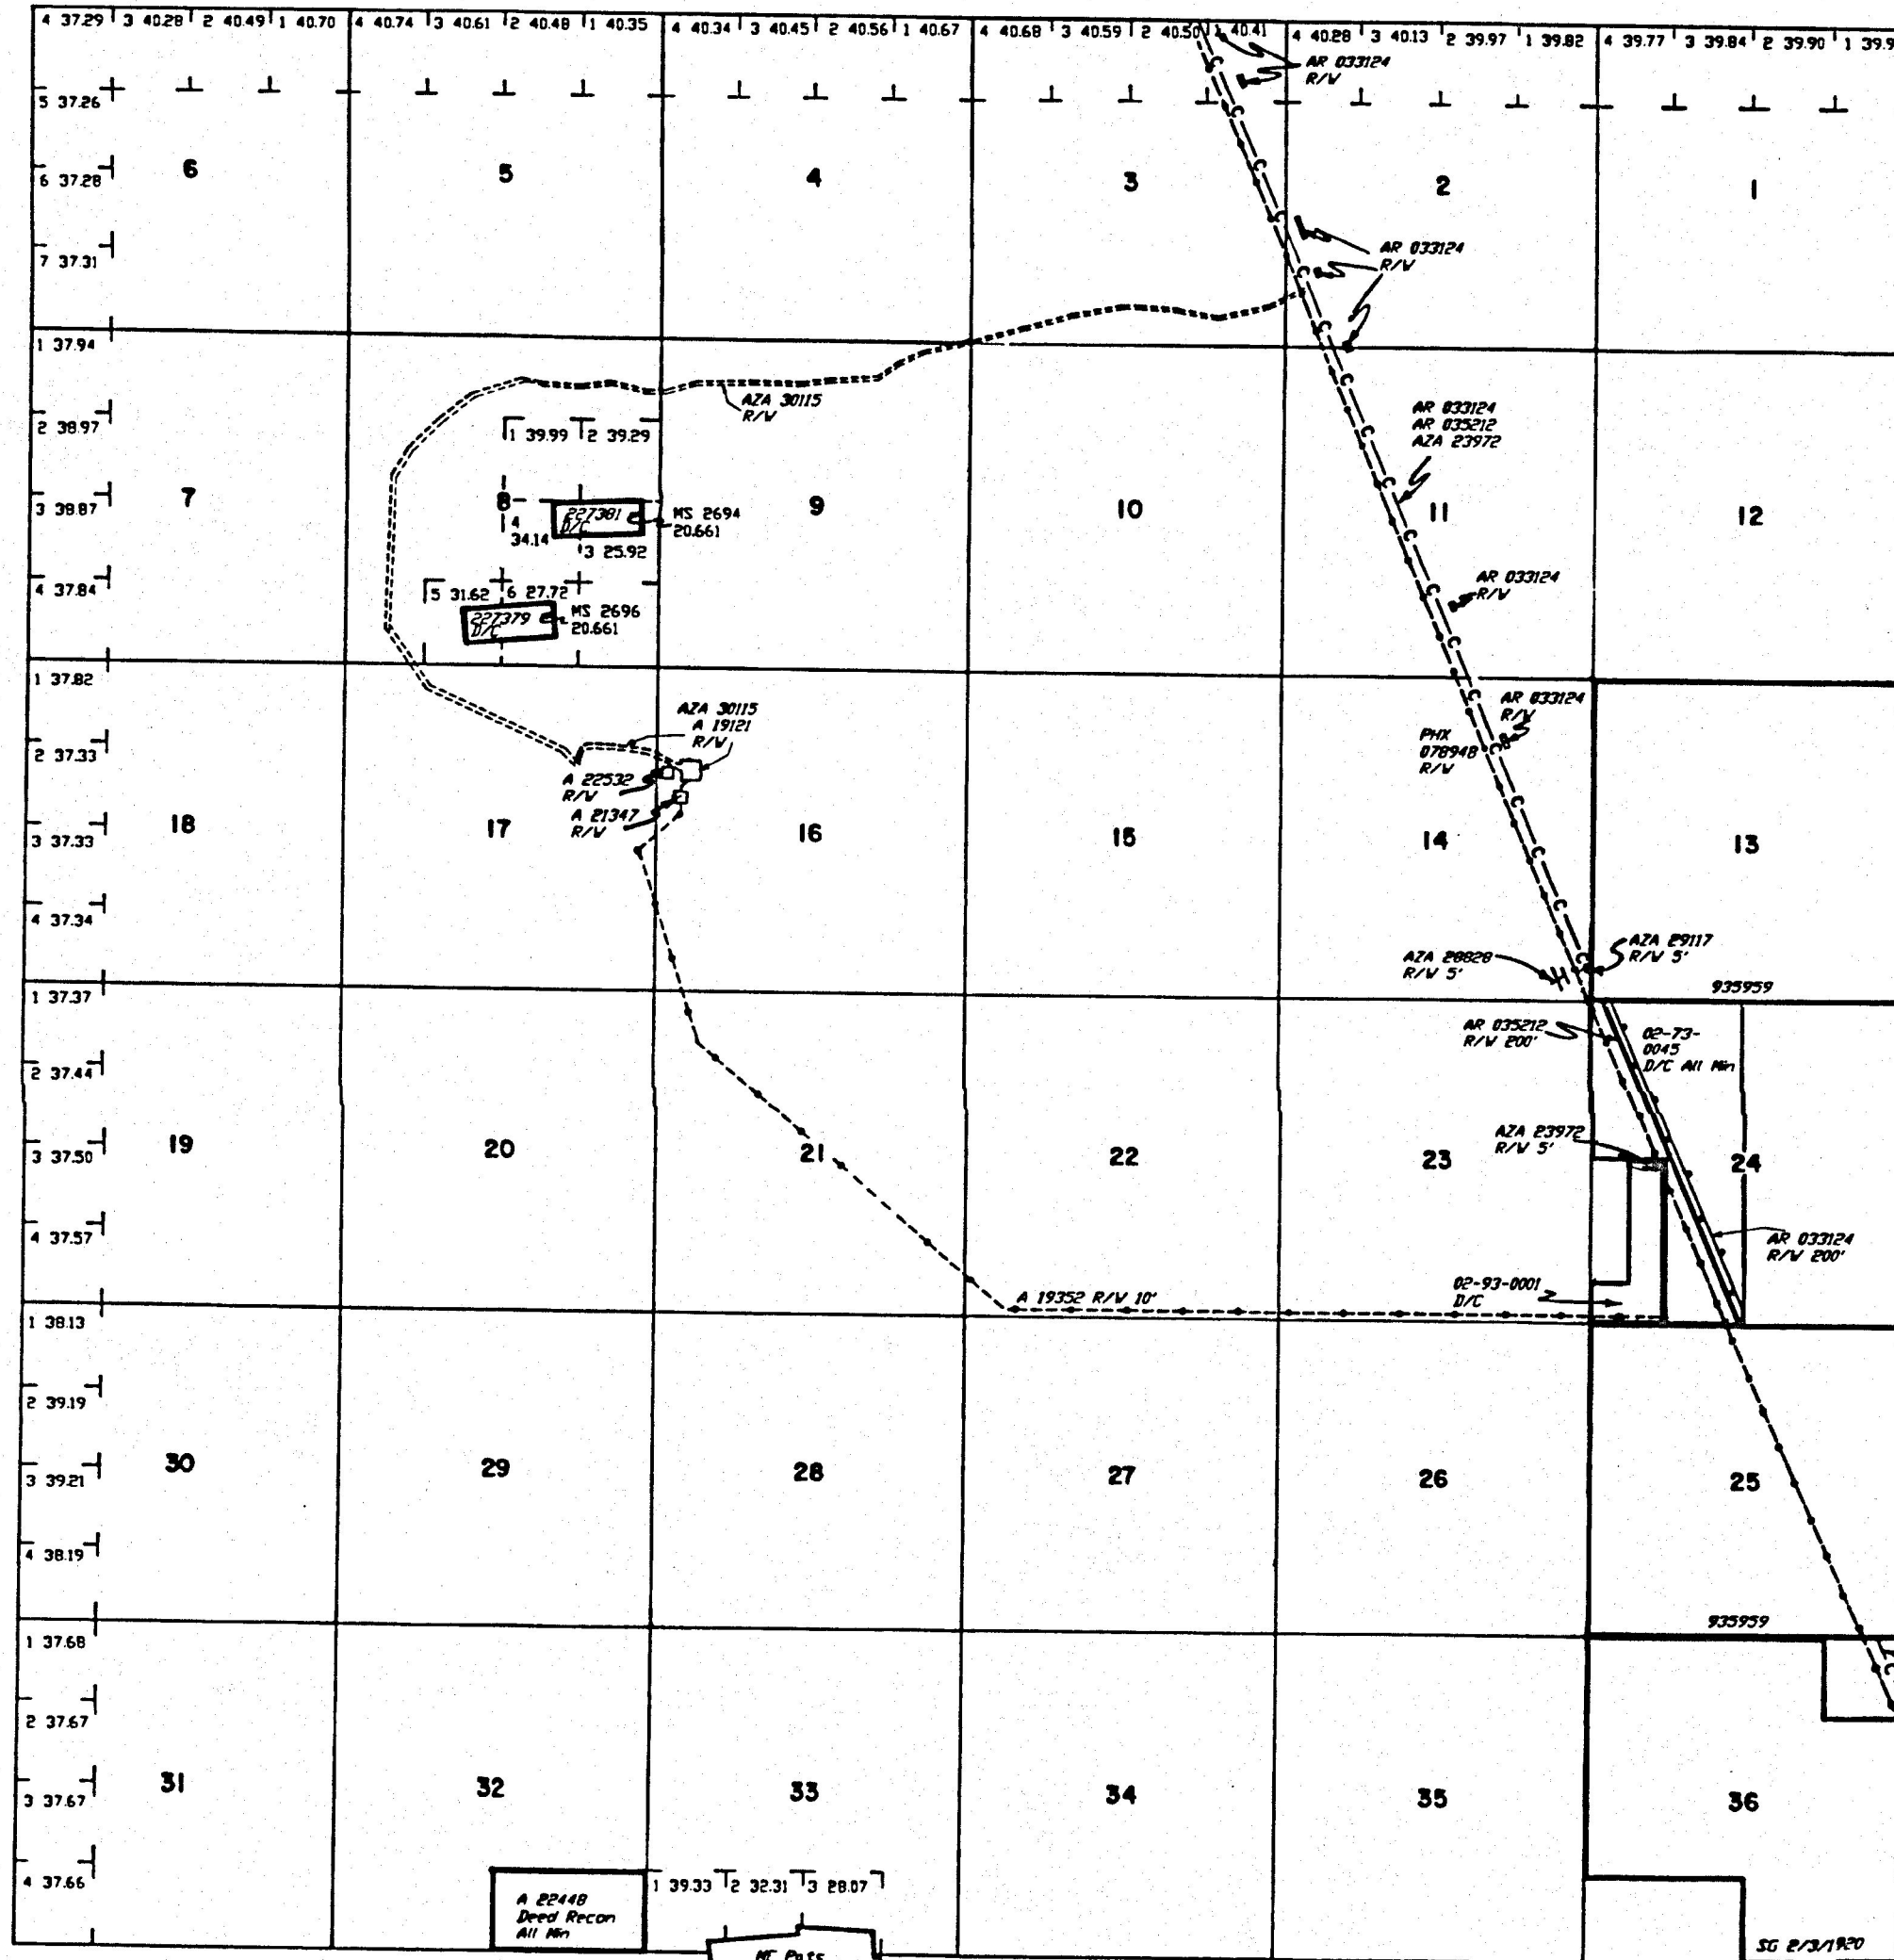 4 37.29 3 40.28 2 40.49 1 40.70 4 40.74 3 40.61 2 40.48 1 40.35 4 40.34 3 40.45 2 40.56 1 40.67 4 40.68 3 40.59 2 40.50 1 40.41 4 40.28 3 40.13 2 39.97 1 39.82 4 39.77 3 39.84 2 39.90 1
AR 033124
R/W
5 37.26
6 5 4 3 2 1
6 37.28
7 37.31
AR 033124
R/W
1 37.94
AZA 30115
R/W
AR 033124
AR 035212
AZA 23972
2 38.97
1 39.99 2 39.29
7 8 9 10 11 12
3 38.87
227381
D/C
MS 2694
20.661
4
34.14
3 25.92
4 37.84
5 31.62 6 27.72
AR 033124
R/W
227379
D/C
MS 2696
20.661
1 37.82
AZA 30115
A 19121
R/W
AR 033124
R/W
2 37.33
PHX
078948
R/W
A 22532
R/W
A 21347
R/W
18 17 16 15 14 13
3 37.33
4 37.34
AZA 28828
R/W 5'
AZA 29117
R/W 5'
1 37.37
935959
AR 035212
R/W 200'
02-73-
0045
D/C All Min
2 37.44
AZA 23972
R/W 5'
19 20 21 22 23 24
3 37.50
4 37.57
AR 033124
R/W 200'
A 19352 R/W 10'
02-93-0001
D/C
1 38.13
2 39.19
30 29 28 27 26 25
3 39.21
4 38.19
1 37.68
935959
2 37.67
31 32 33 34 35 36
3 37.67
4 37.66
1 39.33 2 32.31 3 28.07
A 22448
Deed Recon
All Min
Pass
SG 2/3/1920